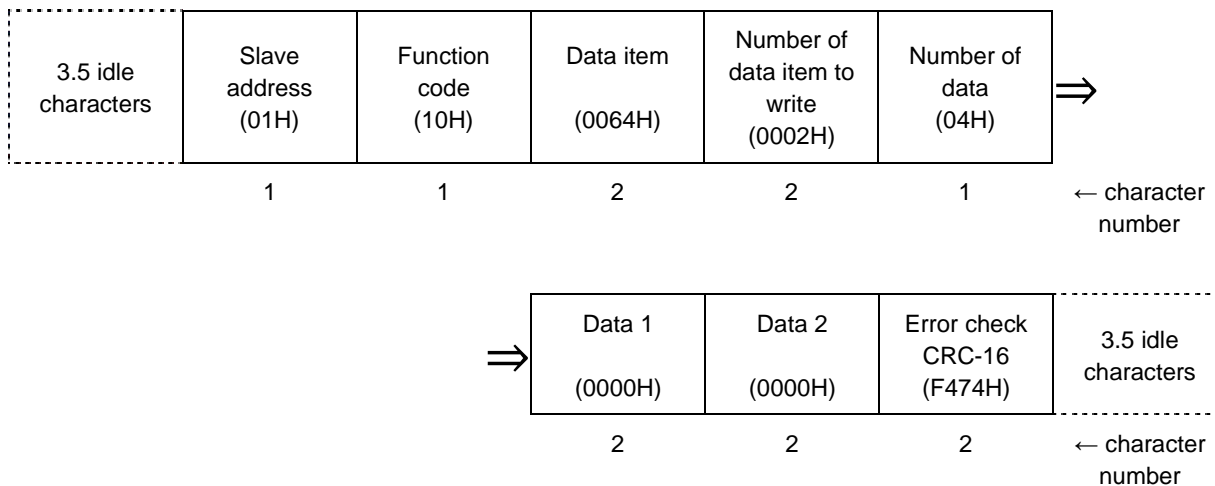 3.5 idle
characters
Slave
address
(01H)
Function
code
(10H)
Data item
(0064H)
Number of
data item to
write
(0002H)
Number of
data
(04H)
⇒
1
1
2
2
1
← character
number
⇒
Data 1
(0000H)
Data 2
(0000H)
Error check
CRC-16
(F474H)
3.5 idle
characters
2
2
2
← character
number